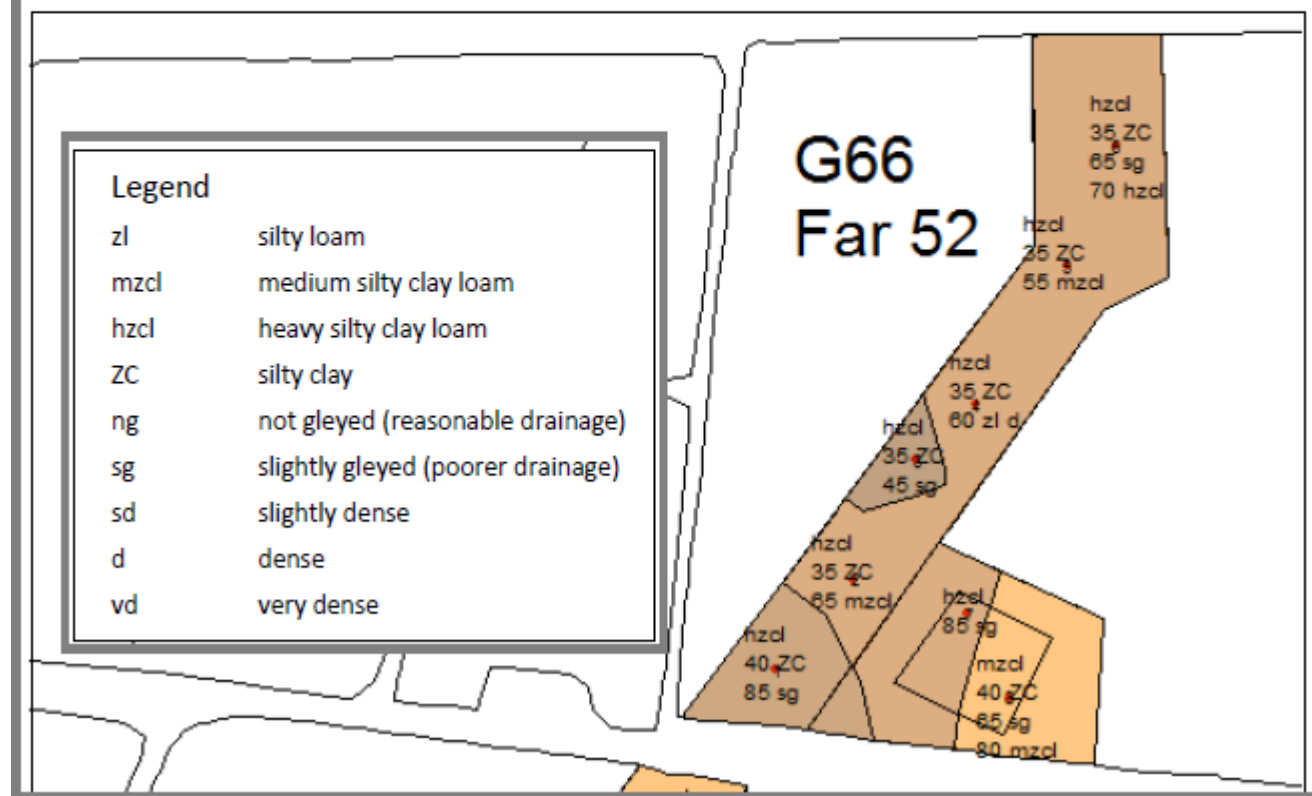 Legend
zl silty loam
mzcl medium silty clay loam
hzcl heavy silty clay loam
ZC silty clay
ng not gleyed (reasonable drainage)
sg slightly gleyed (poorer drainage)
sd slightly dense
d dense
vd very dense
G66
Far 52
hzcl
35 ZC
65 sg
70 hzcl
hzcl
35 ZC
55 mzcl
hzcl
35 ZC
60 zl d
hzcl
35 ZC
45 sg
hzcl
35 ZC
65 mzcl
hzcl
40 ZC
85 sg
hzcl
85 sg
mzcl
40 ZC
65 sg
80 mzcl